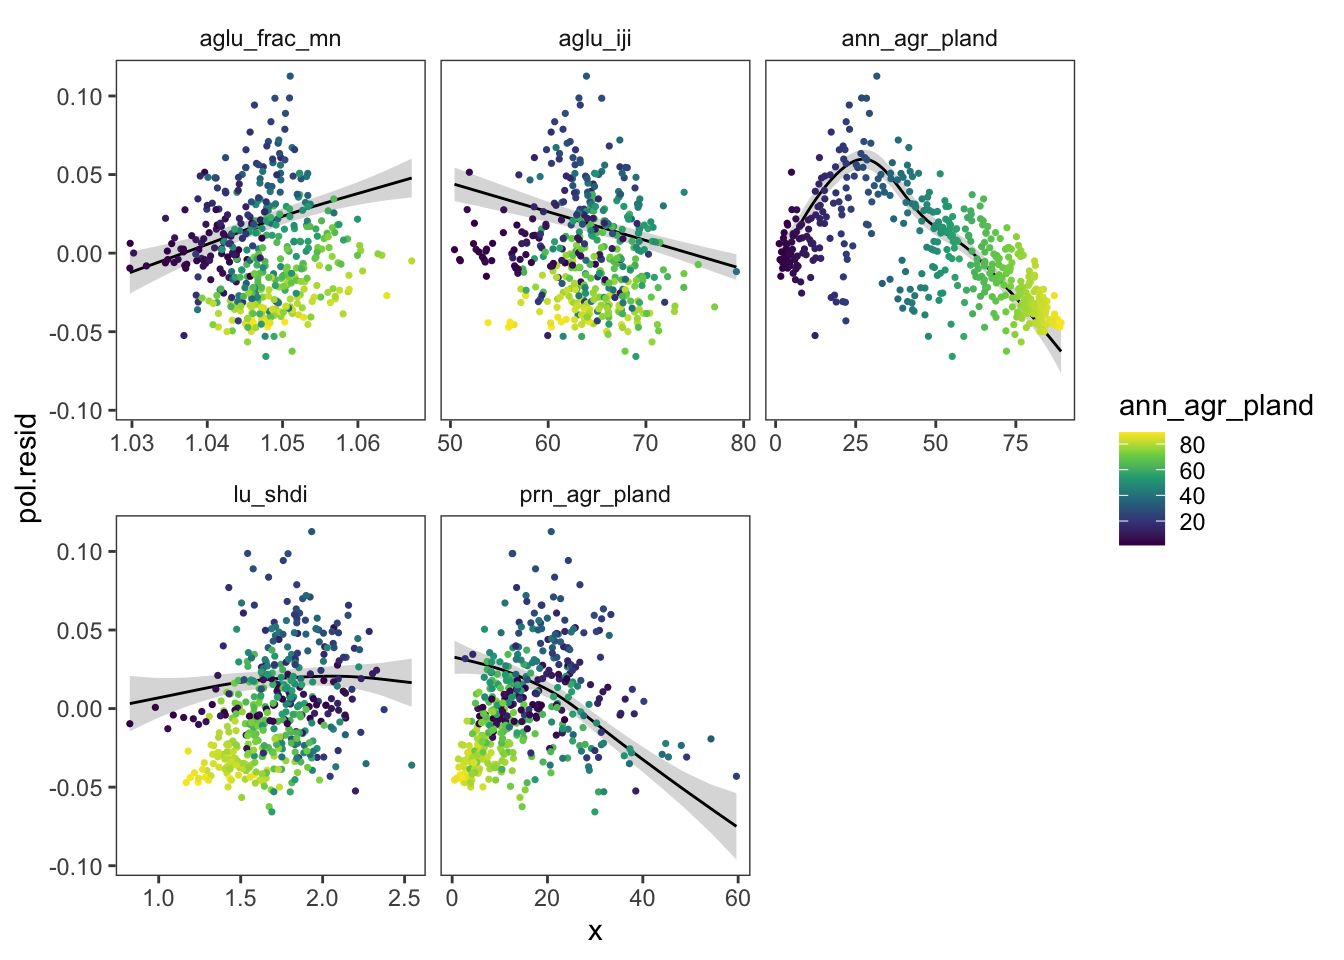 aglu_frac_mn aglu_iji ann_agr_pland
0.10
0.05
0.00
-0.05
-0.10
1.03 1.04 1.05 1.06 50 60 70 80 0 25 50 75
ann_agr_pland
80
60
40
20
pol.resid
lu_shdi prn_agr_pland
0.10
0.05
0.00
-0.05
-0.10
1.0 1.5 2.0 2.5 0 20 40 60
x